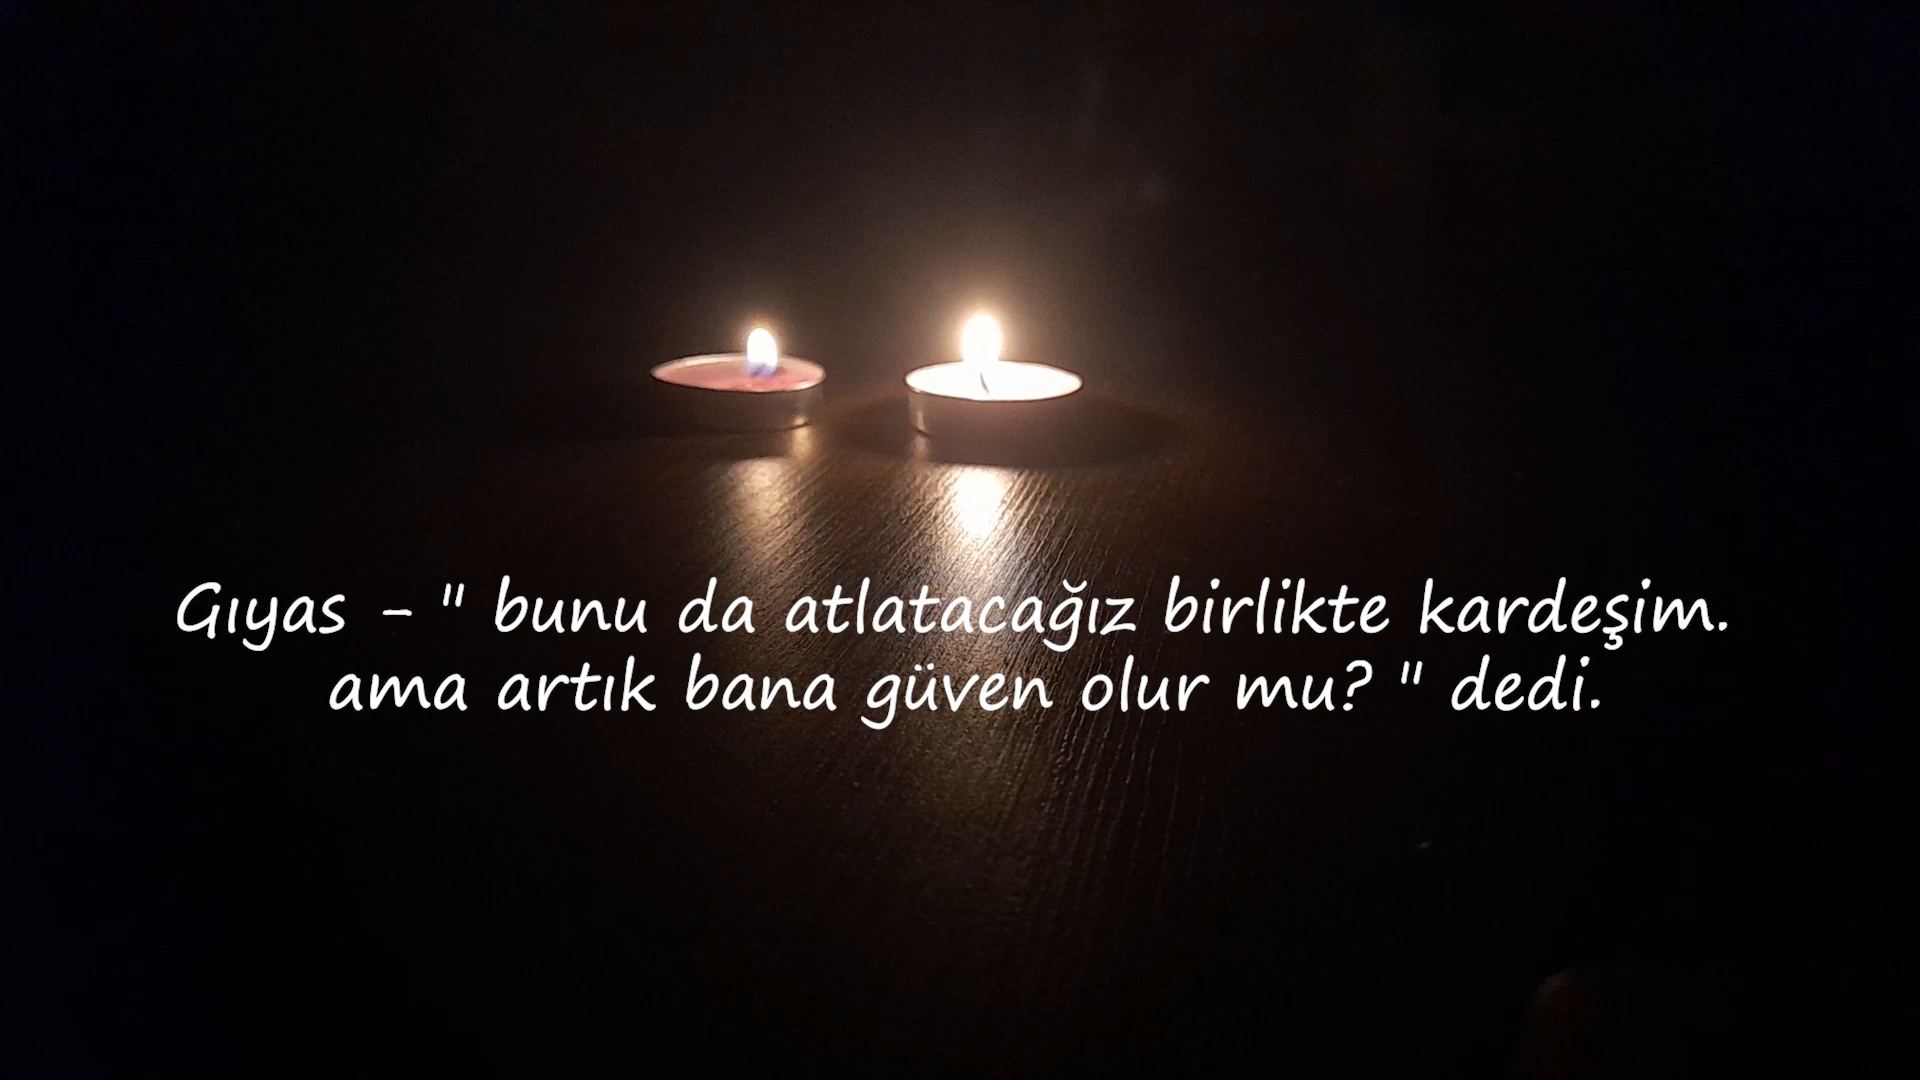 Gıyas - " bunu da atlatacağız birlikte kardeşim.
ama artık bana güven olur mu? " dedi.